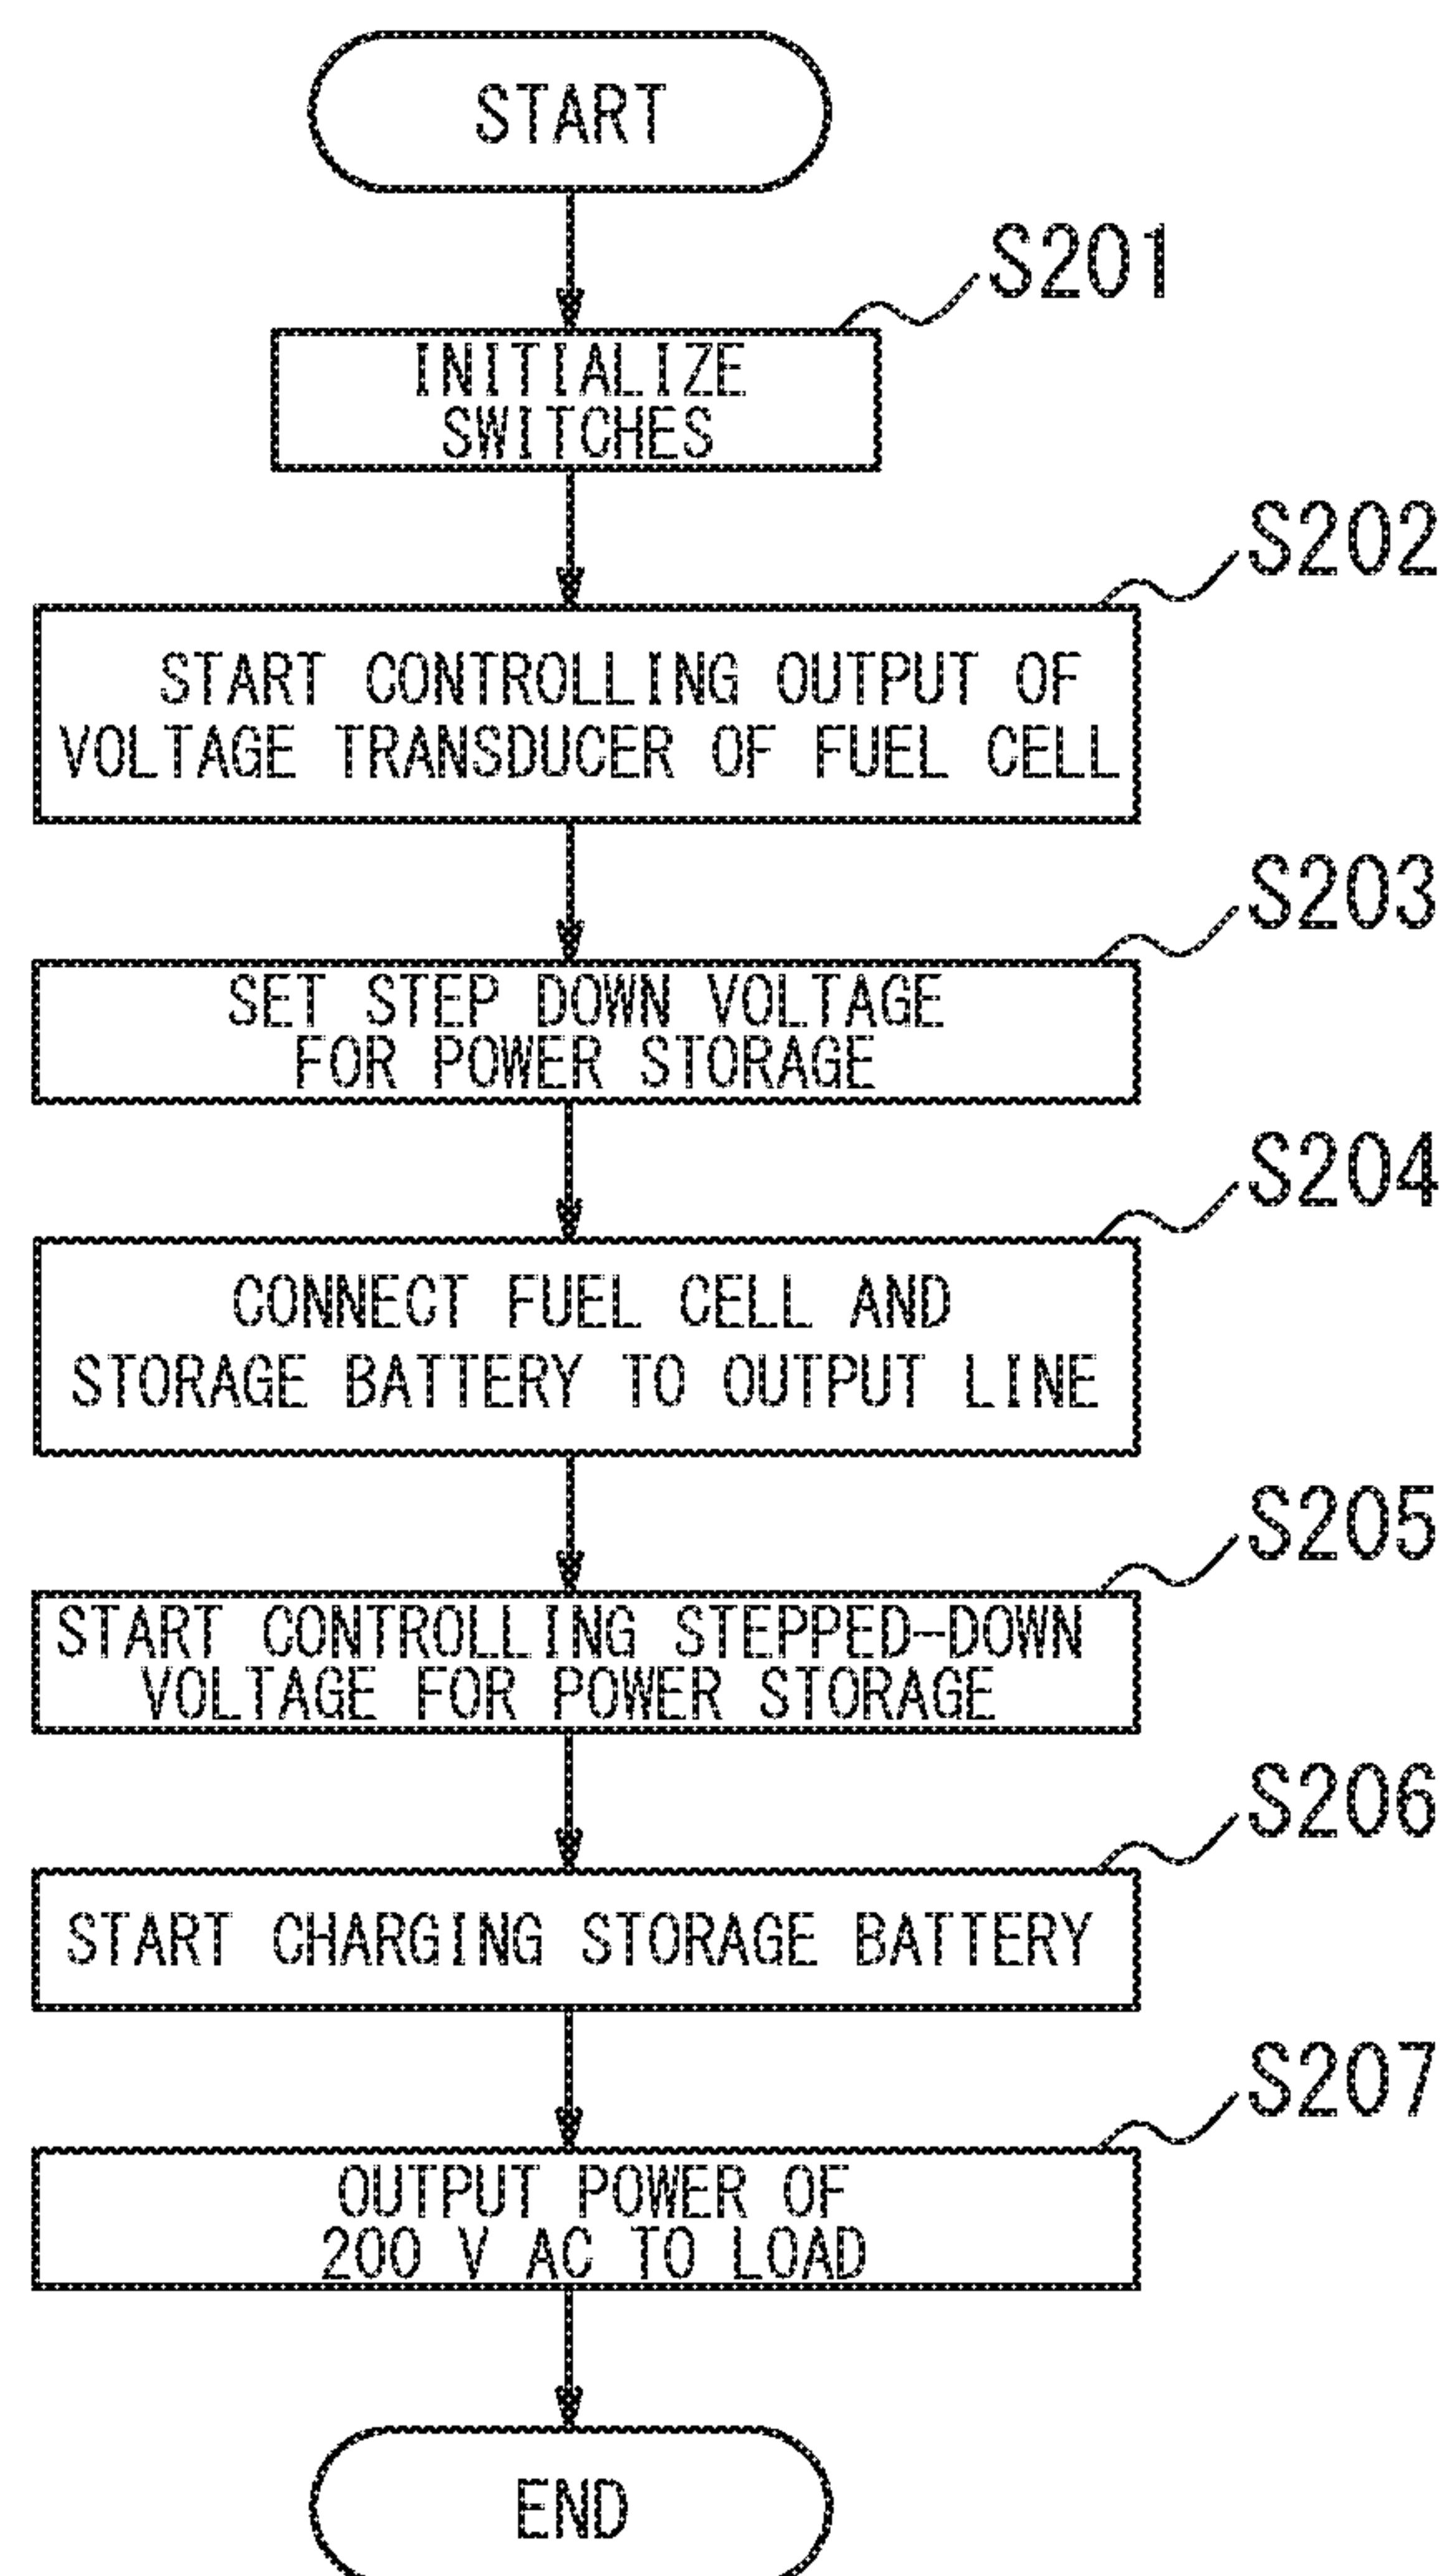 START
S201
INITIALIZE
SWITCHES
S202
START CONTROLLING OUTPUT OF
VOLTAGE TRANSDUCER OF FUEL CELL
S203
SET STEP DOWN VOLTAGE
FOR POWER STORAGE
S204
CONNECT FUEL CELL AND
STORAGE BATTERY TO OUTPUT LINE
S205
START CONTROLLING STEPPED-DOWN
VOLTAGE FOR POWER STORAGE
S206
START CHARGING STORAGE BATTERY
S207
OUTPUT POWER OF
200 V AC TO LOAD
END